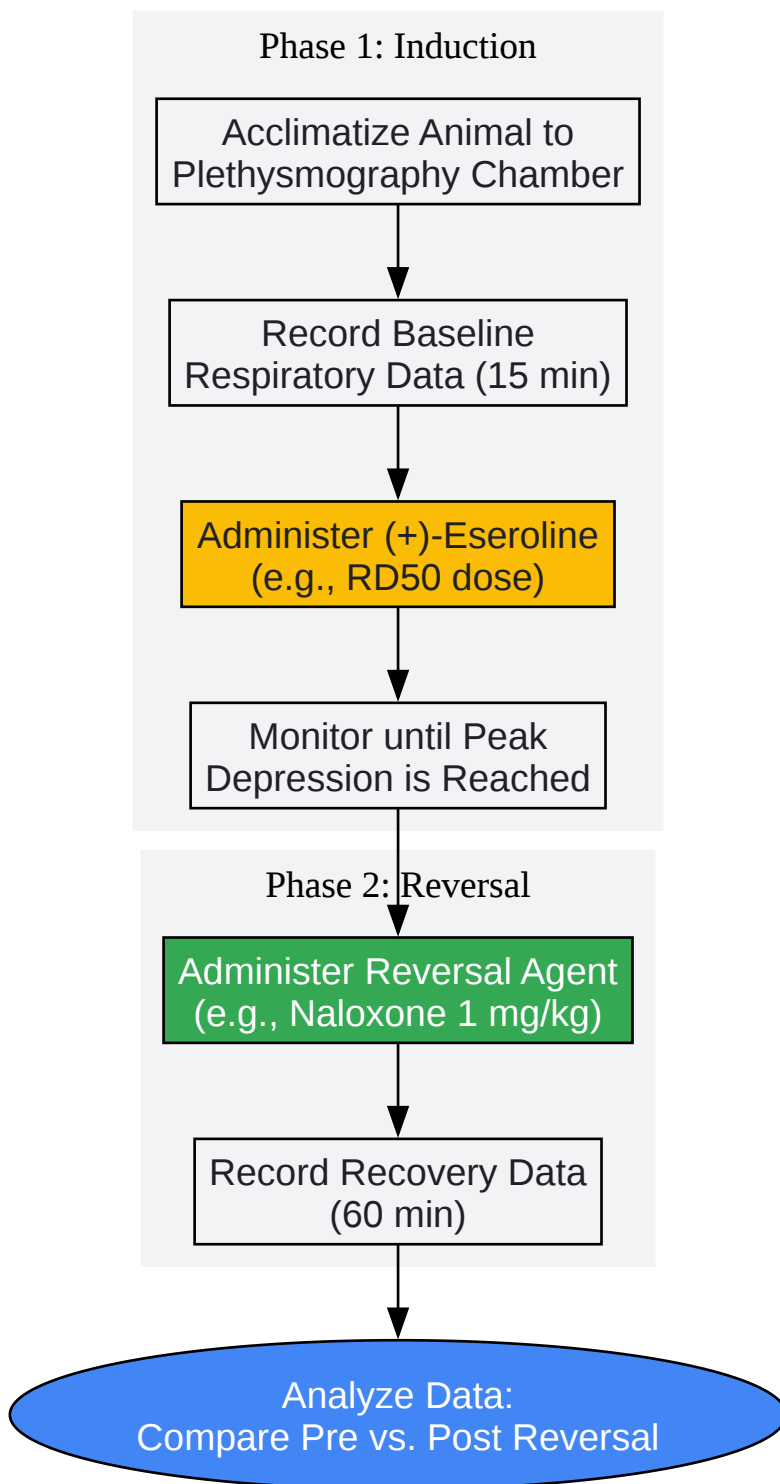 Phase 1: Induction
Acclimatize Animal to
Plethysmography Chamber
Record Baseline
Respiratory Data (15 min)
Administer (+)-Eseroline
(e.g., RD50 dose)
Monitor until Peak
Depression is Reached
Phase 2: Reversal
Administer Reversal Agent
(e.g., Naloxone 1 mg/kg)
Record Recovery Data
(60 min)
Analyze Data:
Compare Pre vs. Post Reversal